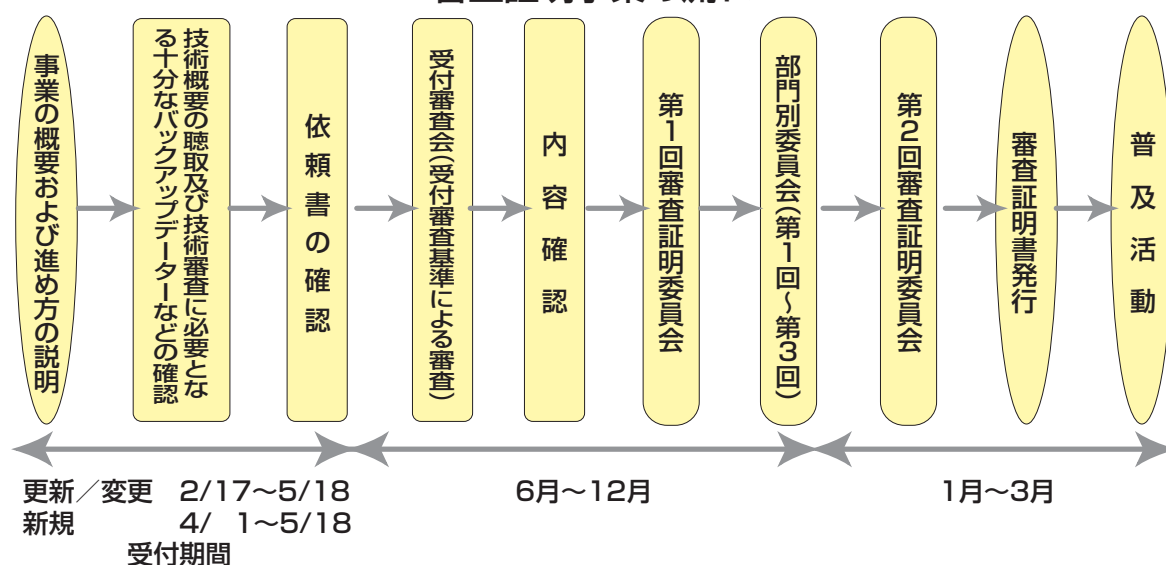 事業の概要および進め方の説明
技術概要の聴取及び技術審査に必要とな
る十分なバックアップデーターなどの確認
依頼書の確認
受付審査会(受付審査基準による審査)
内容確認
第1回審査証明委員会
部門別委員会(第1回〜第3回)
第2回審査証明委員会
審査証明書発行
普及活動
更新／変更 2/17〜5/18
新規 4/ 1〜5/18
受付期間
6月〜12月
1月〜3月